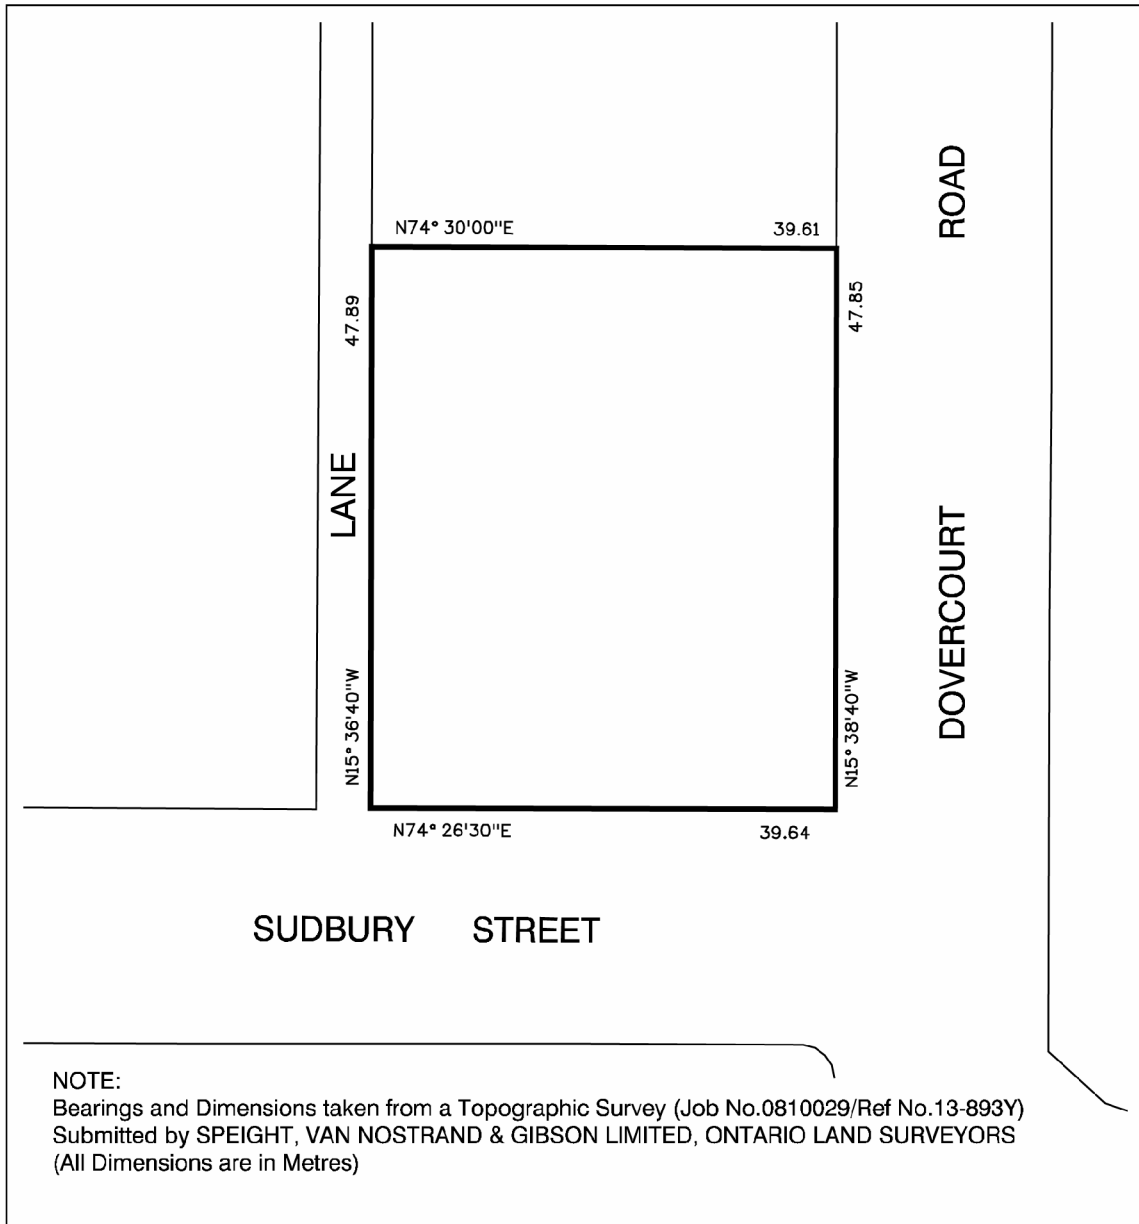 ROAD
N74° 30'00"E 39.61
47.89
47.85
LANE
DOVERCOURT
N15° 36'40"W
N15° 38'40"W
N74° 26'30"E 39.64
SUDBURY STREET
NOTE:
Bearings and Dimensions taken from a Topographic Survey (Job No.0810029/Ref No.13-893Y)
Submitted by SPEIGHT, VAN NOSTRAND & GIBSON LIMITED, ONTARIO LAND SURVEYORS
(All Dimensions are in Metres)